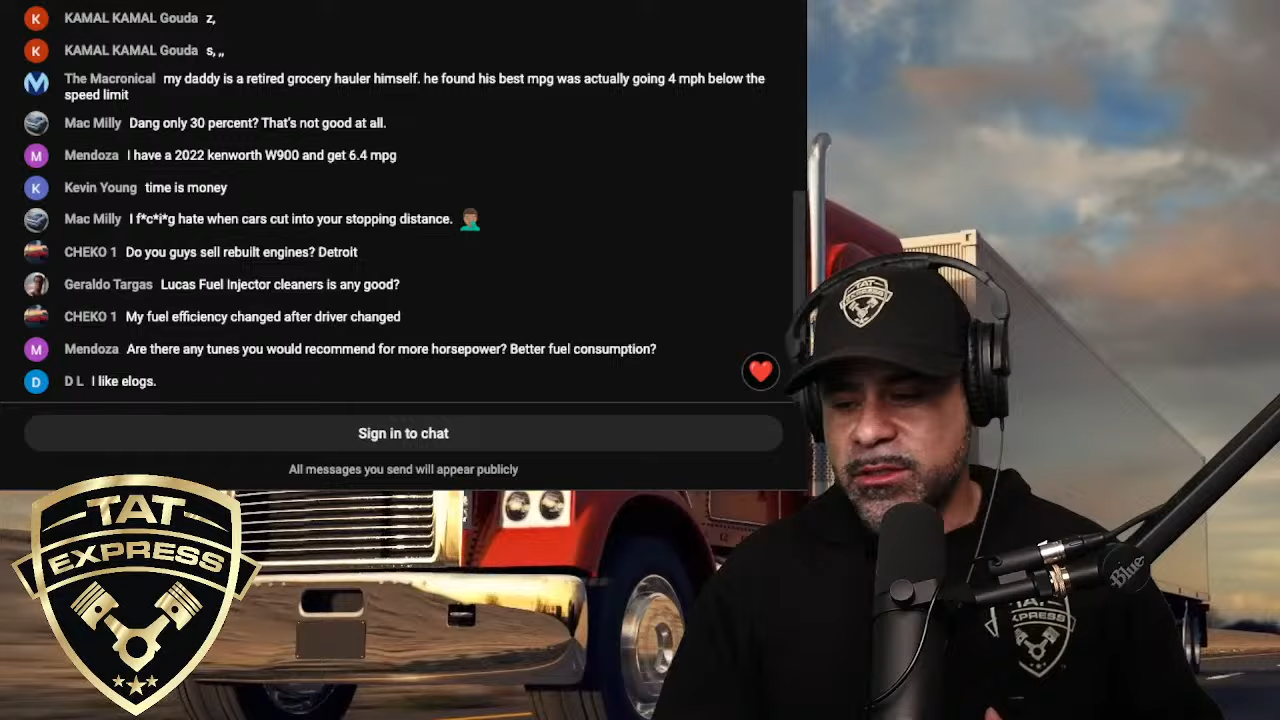 K KAMAL KAMAL Gouda z,
K KAMAL KAMAL Gouda s, ,,
The Macronical my daddy is a retired grocery hauler himself. he found his best mpg was actually going 4 mph below the
speed limit
Mac Milly Dang only 30 percent? That's not good at all.
M Mendoza I have a 2022 kenworth W900 and get 6.4 mpg
K Kevin Young time is money
Mac Milly I f*c*i*g hate when cars cut into your stopping distance. 🤦🏽‍♂️
CHEKO 1 Do you guys sell rebuilt engines? Detroit
Geraldo Targas Lucas Fuel Injector cleaners is any good?
CHEKO 1 My fuel efficiency changed after driver changed
M Mendoza Are there any tunes you would recommend for more horsepower? Better fuel consumption?
D D L I like elogs.
Sign in to chat
All messages you send will appear publicly
TAT
EXPRESS
TAT
EXPRESS
Blue
TAT
EXPRESS